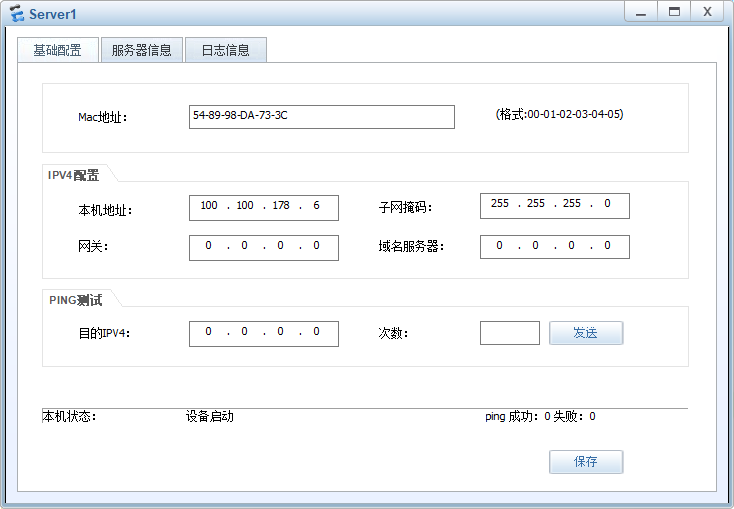 Server1
基础配置 服务器信息 日志信息
Mac地址： 54-89-98-DA-73-3C (格式:00-01-02-03-04-05)
IPV4配置
本机地址： 100 . 100 . 178 . 6 子网掩码： 255 . 255 . 255 . 0
网关： 0 . 0 . 0 . 0 域名服务器： 0 . 0 . 0 . 0
PING测试
目的IPV4： 0 . 0 . 0 . 0 次数： 发送
本机状态： 设备启动 ping 成功：0 失败：0
保存